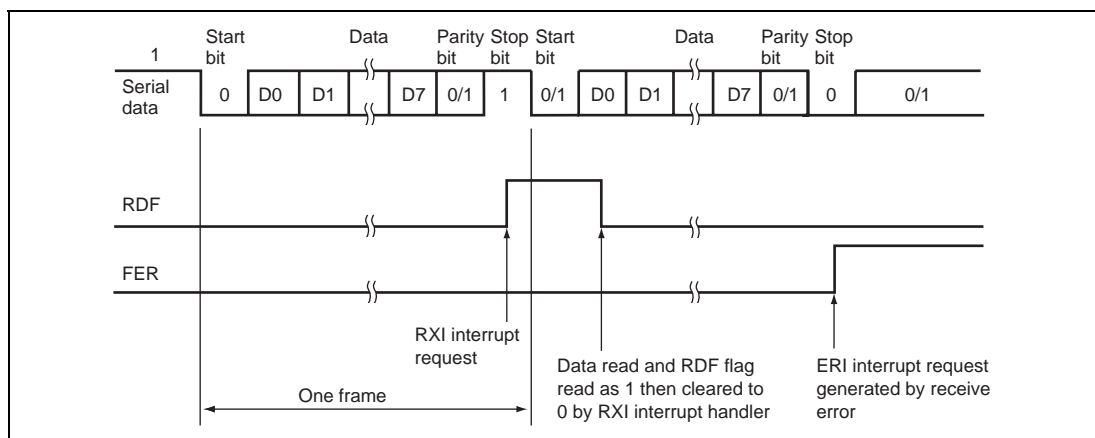 Start bit
Data
Parity bit
Stop bit
Start bit
Data
Parity bit
Stop bit
1
Serial data
0 D0 D1 D7 0/1 1 0/1 D0 D1 D7 0/1 0 0/1
RDF
FER
RXI interrupt
request
Data read and RDF flag
read as 1 then cleared to
0 by RXI interrupt handler
ERI interrupt request
generated by receive
error
One frame